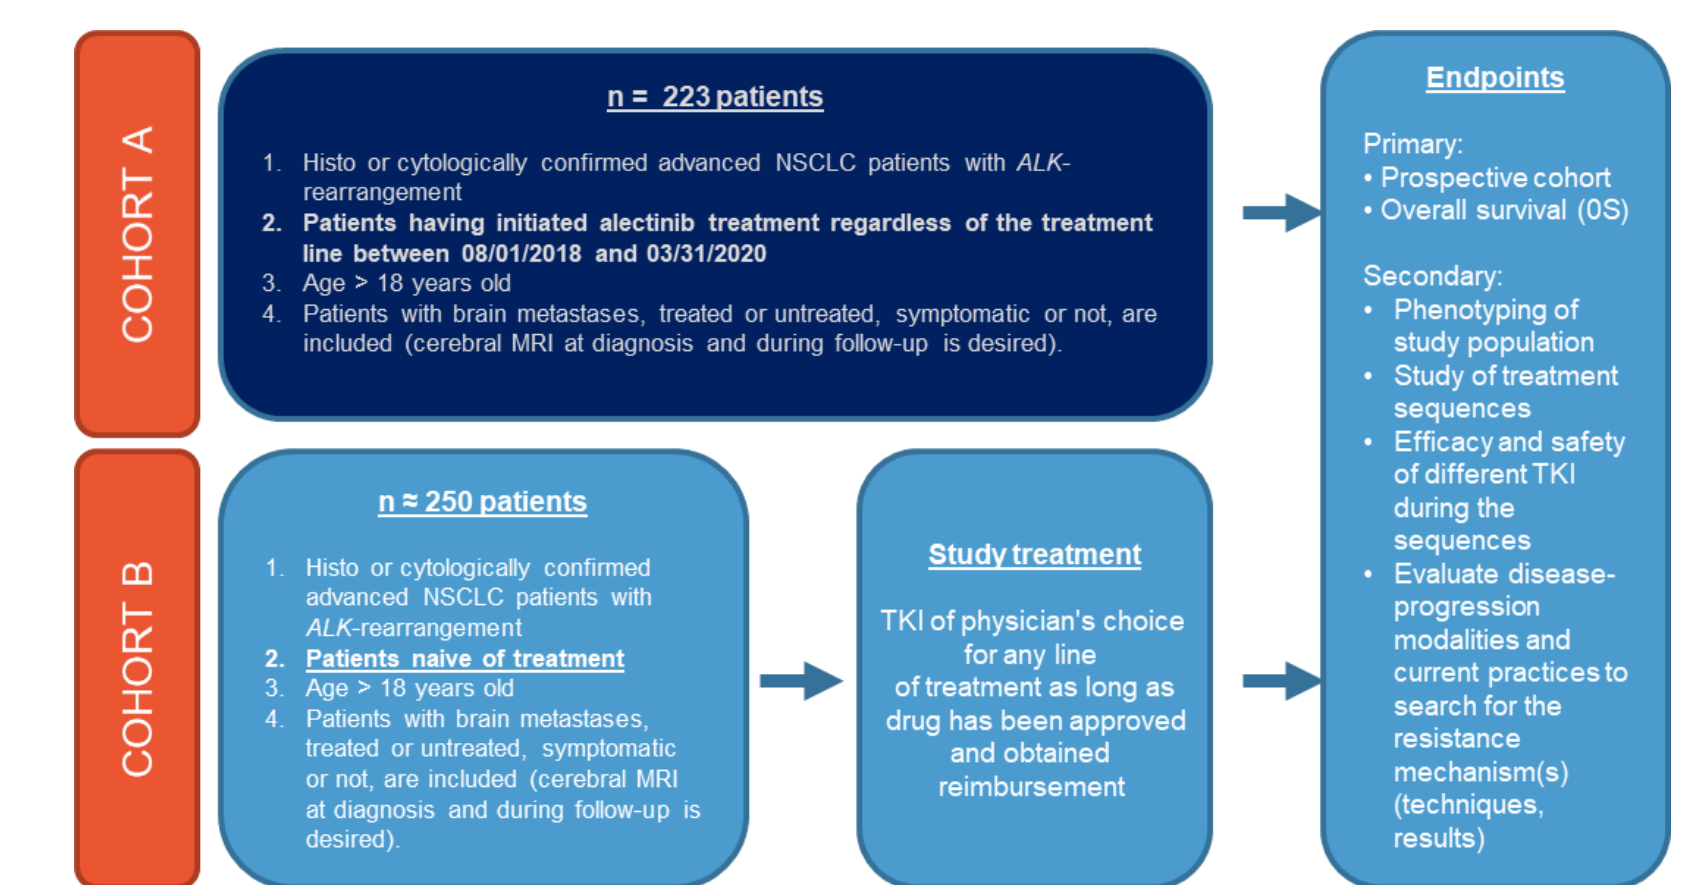 COHORT A
n = 223 patients
1. Histo or cytologically confirmed advanced NSCLC patients with ALK-
rearrangement
2. Patients having initiated alectinib treatment regardless of the treatment
line between 08/01/2018 and 03/31/2020
3. Age > 18 years old
4. Patients with brain metastases, treated or untreated, symptomatic or not, are
included (cerebral MRI at diagnosis and during follow-up is desired).
COHORT B
n ≈ 250 patients
1. Histo or cytologically confirmed
advanced NSCLC patients with
ALK-rearrangement
2. Patients naive of treatment
3. Age > 18 years old
4. Patients with brain metastases,
treated or untreated, symptomatic
or not, are included (cerebral MRI
at diagnosis and during follow-up is
desired).
Study treatment
TKI of physician's choice
for any line
of treatment as long as
drug has been approved
and obtained
reimbursement
Endpoints
Primary:
• Prospective cohort
• Overall survival (0S)
Secondary:
• Phenotyping of
study population
• Study of treatment
sequences
• Efficacy and safety
of different TKI
during the
sequences
• Evaluate disease-
progression
modalities and
current practices to
search for the
resistance
mechanism(s)
(techniques,
results)